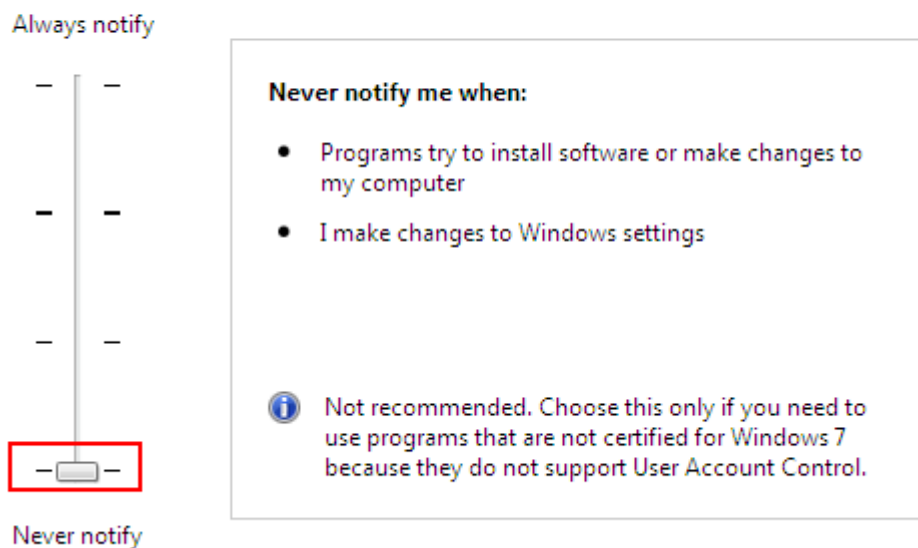 Always notify
Never notify me when:
Programs try to install software or make changes to
my computer
I make changes to Windows settings
Not recommended. Choose this only if you need to
use programs that are not certified for Windows 7
because they do not support User Account Control.
Never notify